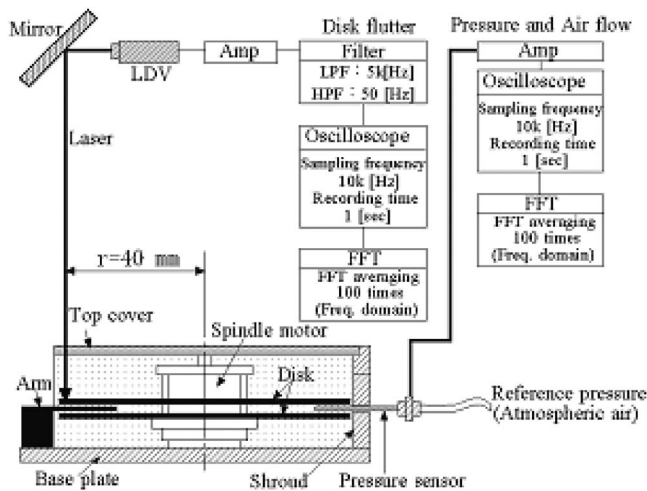 Mirror
LDV
Amp
Disk flutter
Filter
LPF : 5k[Hz]
HPF : 50 [Hz]
Oscilloscope
Sampling frequency
10k [Hz]
Recording time
1 [sec]
FFT
FFT averaging
100 times
(Freq. domain)
Pressure and Air flow
Amp
Oscilloscope
Sampling frequency
10k [Hz]
Recording time
1 [sec]
FFT
FFT averaging
100 times
(Freq. domain)
Laser
r=40 mm
Top cover
Spindle motor
Disk
Arm
Reference pressure
(Atmospheric air)
Base plate
Shroud
Pressure sensor